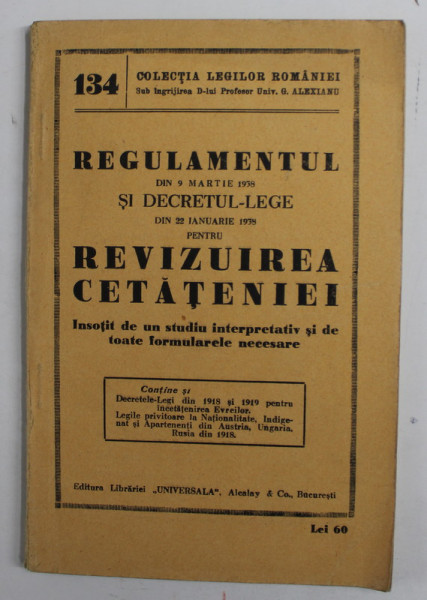 134
COLECȚIA LEGILOR ROMÂNIEI
Sub îngrijirea D-lui Profesor Univ. G. ALEXIANU
REGULAMENTUL
DIN 9 MARTIE 1938
ȘI DECRETUL-LEGE
DIN 22 IANUARIE 1938
PENTRU
REVIZUIREA
CETĂȚENIEI
Insoțit de un studiu interpretativ și de
toate formularele necesare
Conține și
Decretele-Legi din 1918 și 1919 pentru
încetățenirea Evreilor.
Legile privitoare la Naționalitate, Indige-
nat și Apartenenți din Austria, Ungaria,
Rusia din 1918.
Editura Librăriei „UNIVERSALA", Alcalay & Co., București
Lei 60